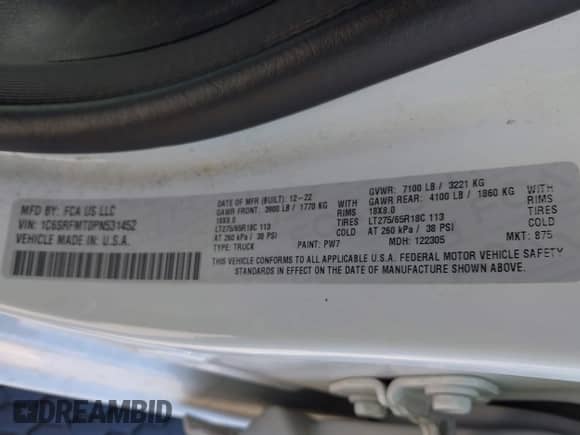 MFD BY: FCA US LLC
VIN: 1C6SRFMT0PN531452
VEHICLE MADE IN: U.S.A.
DATE OF MFR (BUILT): 12-22
GAWR FRONT: 3900 LB / 1770 KG WITH
18X8.0 RIMS
LT275/65R18C 113 TIRES
AT 260 kPa / 38 PSI COLD
GVWR: 7100 LB / 3221 KG
GAWR REAR: 4100 LB / 1860 KG WITH
18X8.0 RIMS
LT275/65R18C 113 TIRES
AT 260 kPa / 38 PSI COLD
TYPE: TRUCK PAINT: PW7 MDH: 122305 MKT: 875
THIS VEHICLE CONFORMS TO ALL APPLICABLE U.S.A. FEDERAL MOTOR VEHICLE SAFETY
STANDARDS IN EFFECT ON THE DATE OF MANUFACTURE SHOWN ABOVE.
DREAMBID